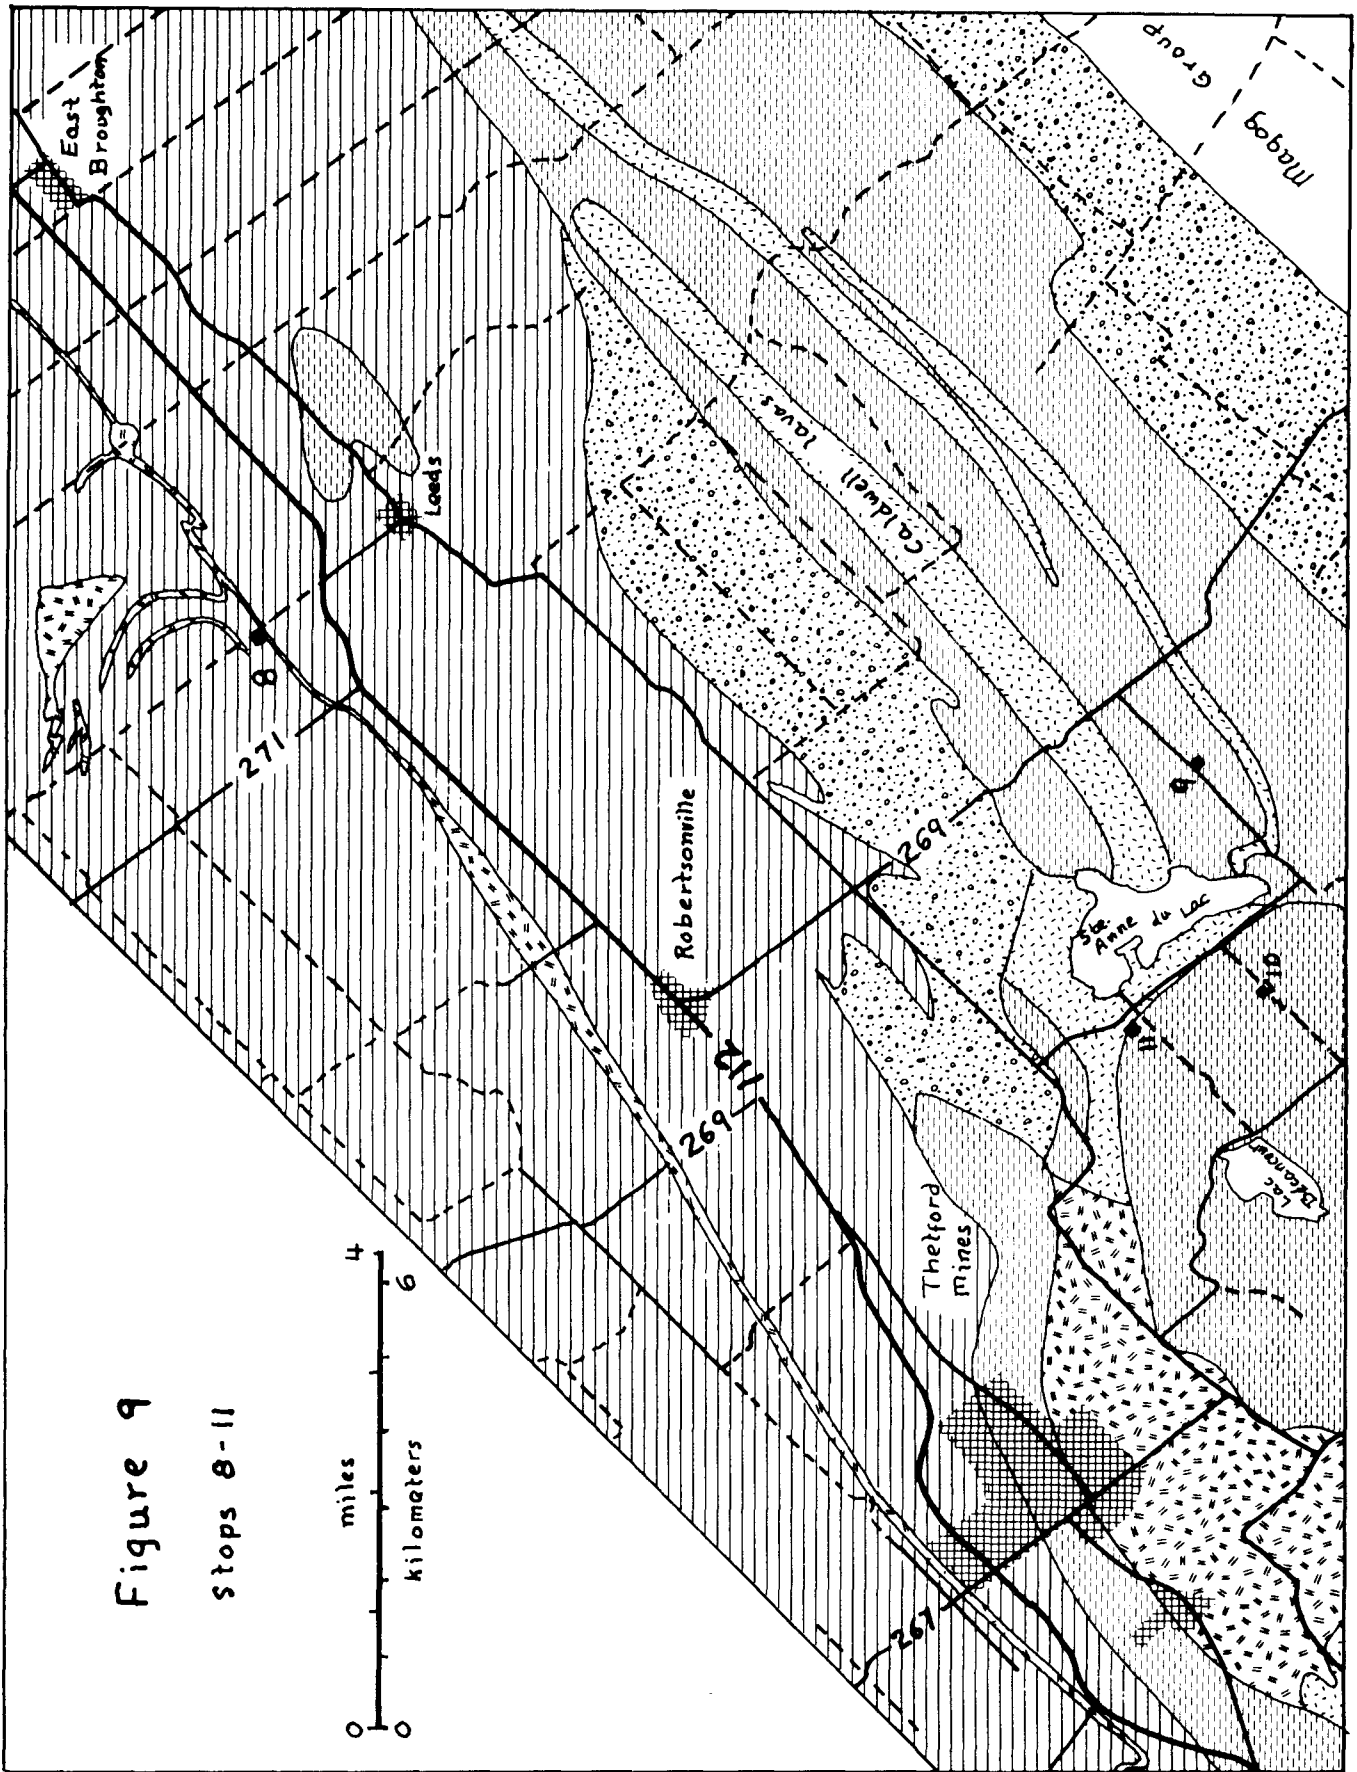 Figure 9
Stops 8-11
miles
0 4
0 6
kilometers
East
Broughton
Leeds
8
271
Robertsonville
112
269
269
Thetford
mines
267
Caldwell lavas
Magog
Group
9
Ste.
Anne du Lac
10
11
Lac